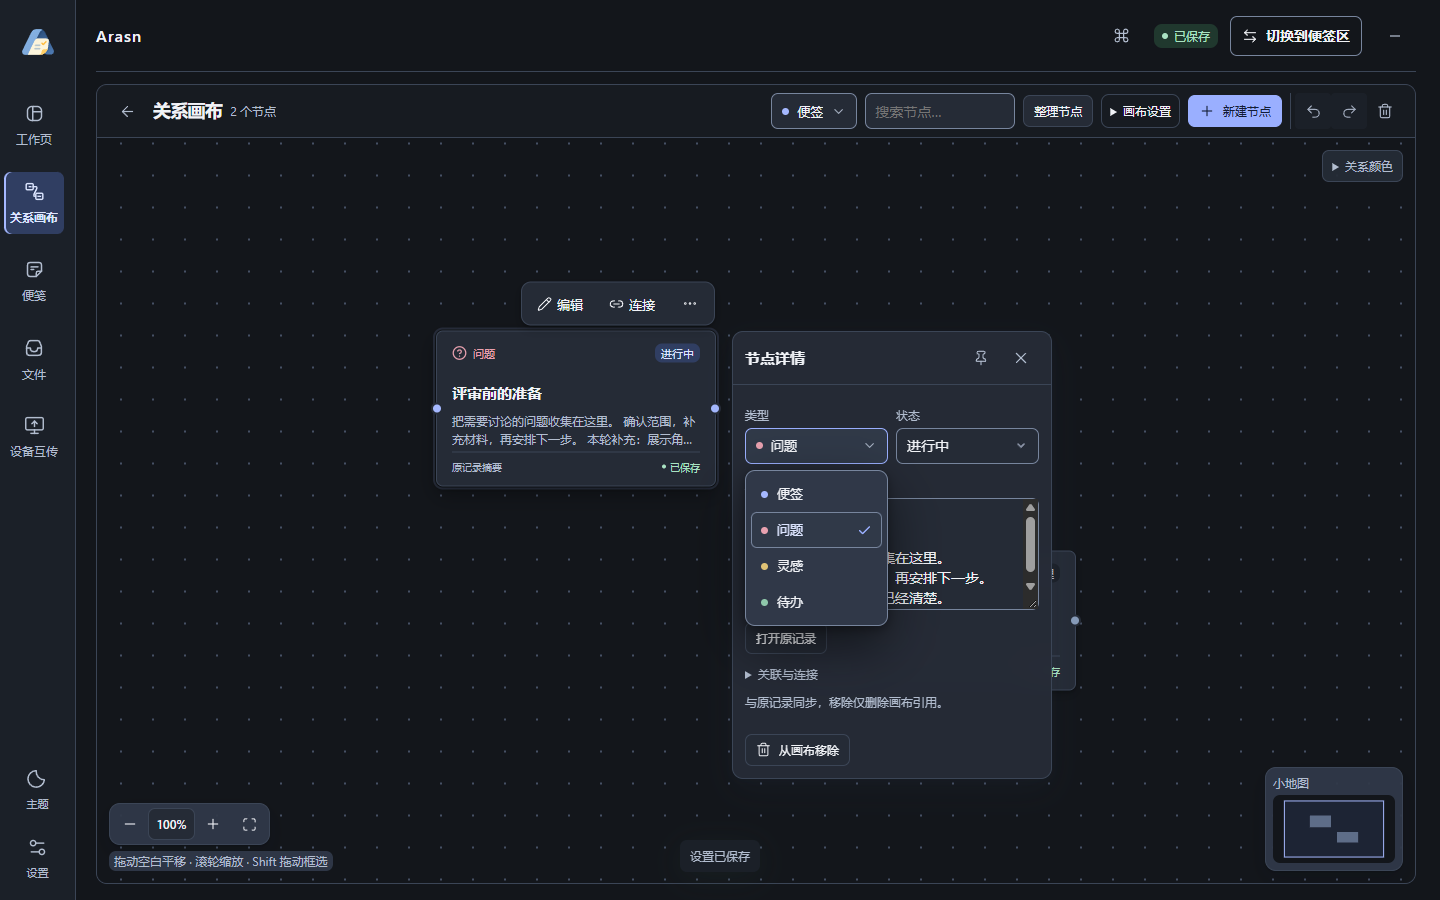 Arasn
已保存
切换到便签区
工作页
关系画布
便笺
文件
设备互传
主题
设置
关系画布 2 个节点
便签
搜索节点...
整理节点
画布设置
新建节点
关系颜色
编辑
连接
问题
进行中
评审前的准备
把需要讨论的问题收集在这里。 确认范围，补
充材料，再安排下一步。 本轮补充：展示角...
原记录摘要
已保存
节点详情
类型
状态
问题
进行中
便签
问题
灵感
待办
集在这里。
再安排下一步。
已经清楚。
打开原记录
关联与连接
与原记录同步，移除仅删除画布引用。
从画布移除
存
100%
拖动空白平移 · 滚轮缩放 · Shift 拖动框选
设置已保存
小地图